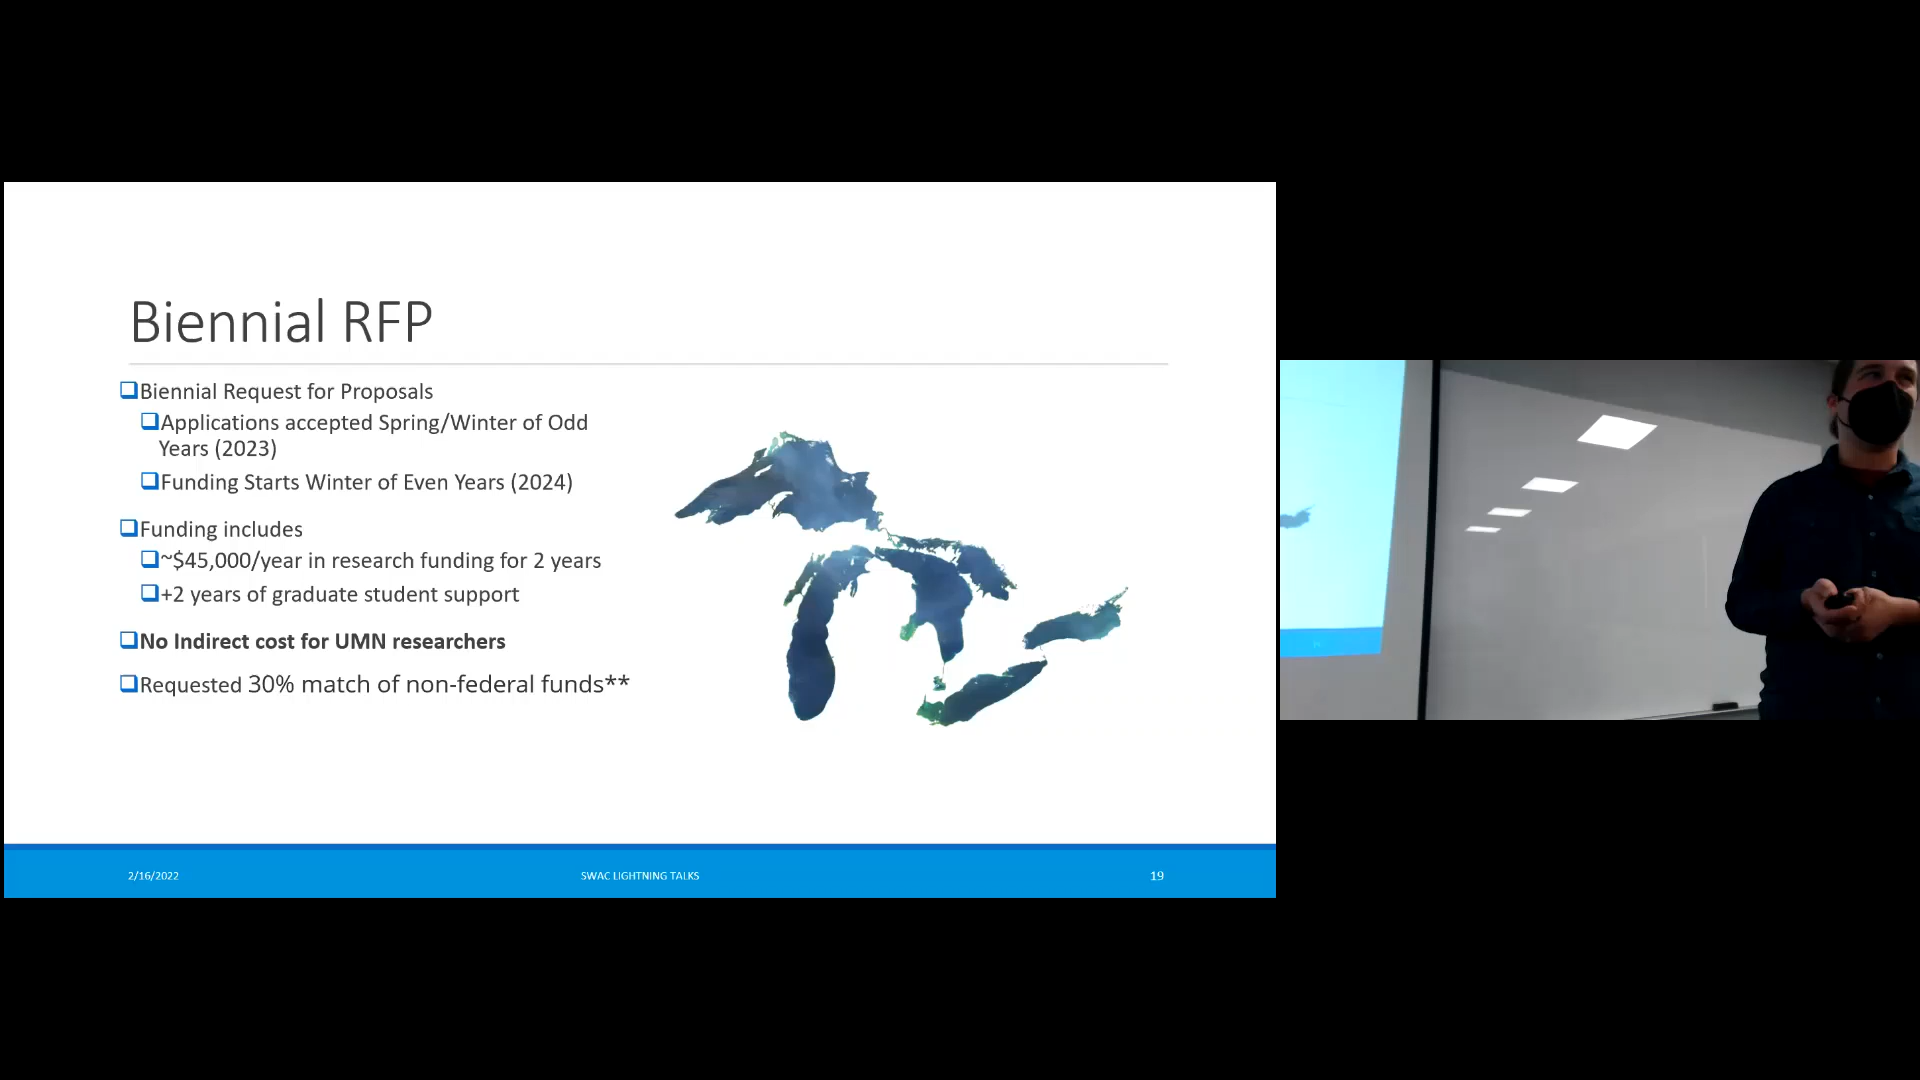 Biennial RFP
Biennial Request for Proposals
Applications accepted Spring/Winter of Odd
Years (2023)
Funding Starts Winter of Even Years (2024)
Funding includes
~$45,000/year in research funding for 2 years
+2 years of graduate student support
No Indirect cost for UMN researchers
Requested 30% match of non-federal funds**
2/16/2022
SWAC LIGHTNING TALKS
19